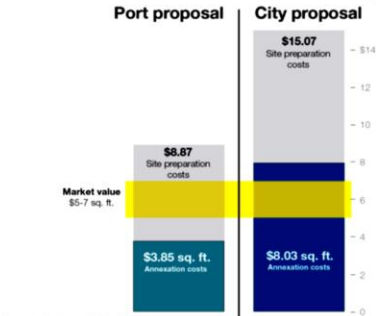 Port proposal
City proposal
$15.07
Site preparation
costs
$14
12
10
$8.87
Site preparation
costs
8
Market value
$5-7 sq. ft.
6
4
$3.85 sq. ft.
Annexation costs
$8.03 sq. ft.
Annexation costs
2
0